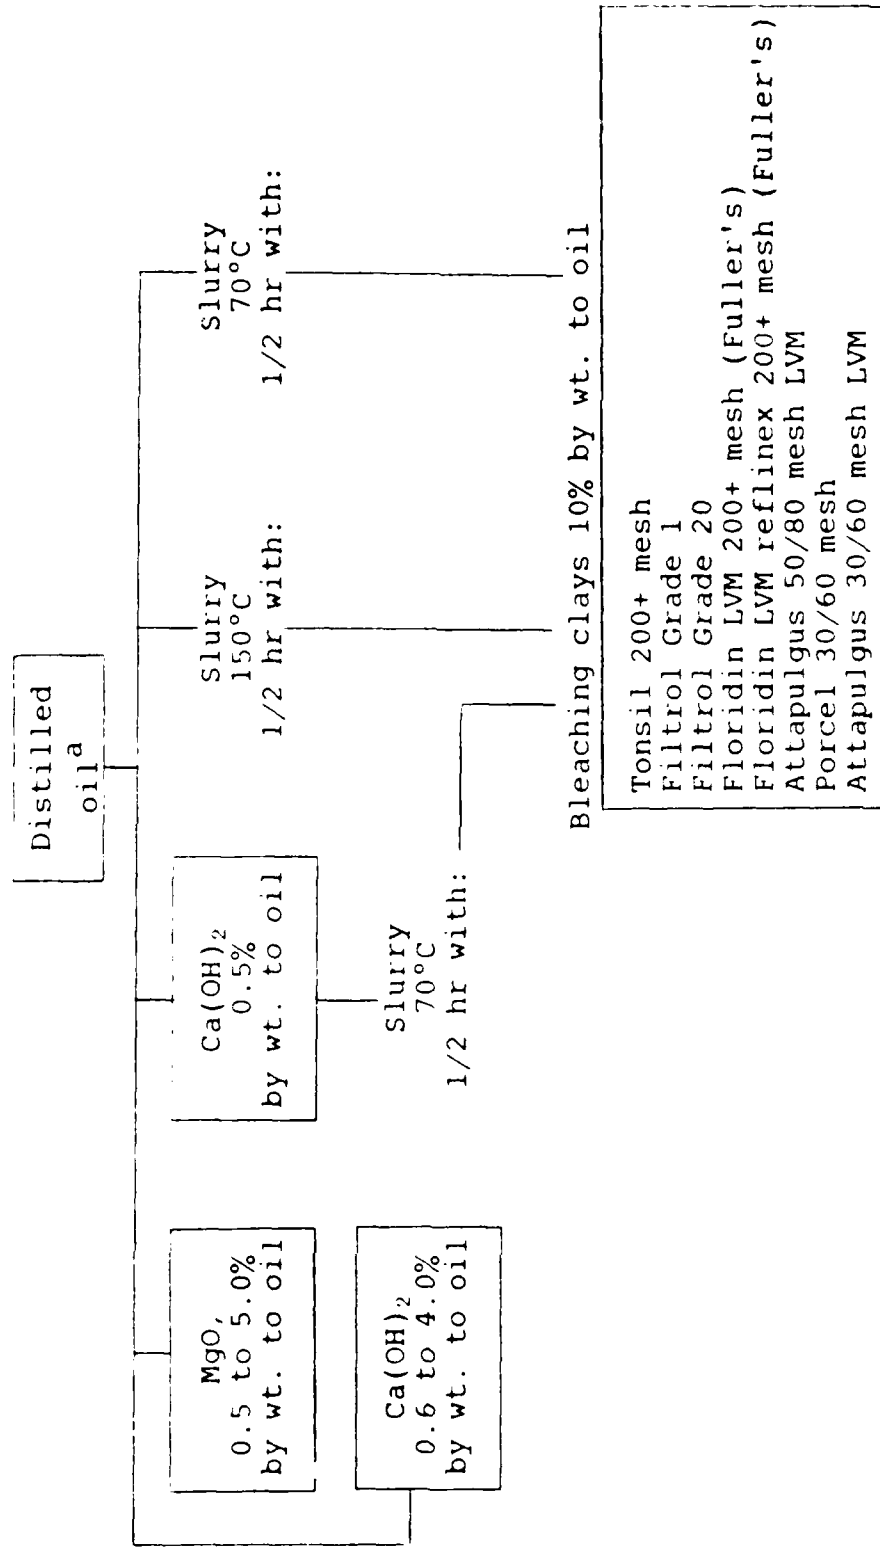 Distilled
oilᵃ
MgO,
0.5 to 5.0%
by wt. to oil
Ca(OH)₂
0.6 to 4.0%
by wt. to oil
Ca(OH)₂
0.5%
by wt. to oil
Slurry
70°C
1/2 hr with:
Slurry
150°C
1/2 hr with:
Slurry
70°C
1/2 hr with:
Bleaching clays 10% by wt. to oil
Tonsil 200+ mesh
Filtrol Grade 1
Filtrol Grade 20
Floridin LVM 200+ mesh (Fuller's)
Floridin LVM reflinex 200+ mesh (Fuller's)
Attapulgus 50/80 mesh LVM
Porcel 30/60 mesh
Attapulgus 30/60 mesh LVM